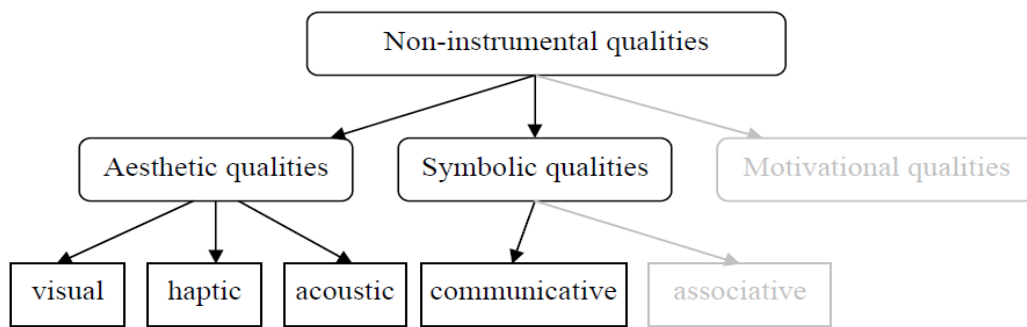 Non-instrumental qualities
Aesthetic qualities
Symbolic qualities
Motivational qualities
visual
haptic
acoustic
communicative
associative